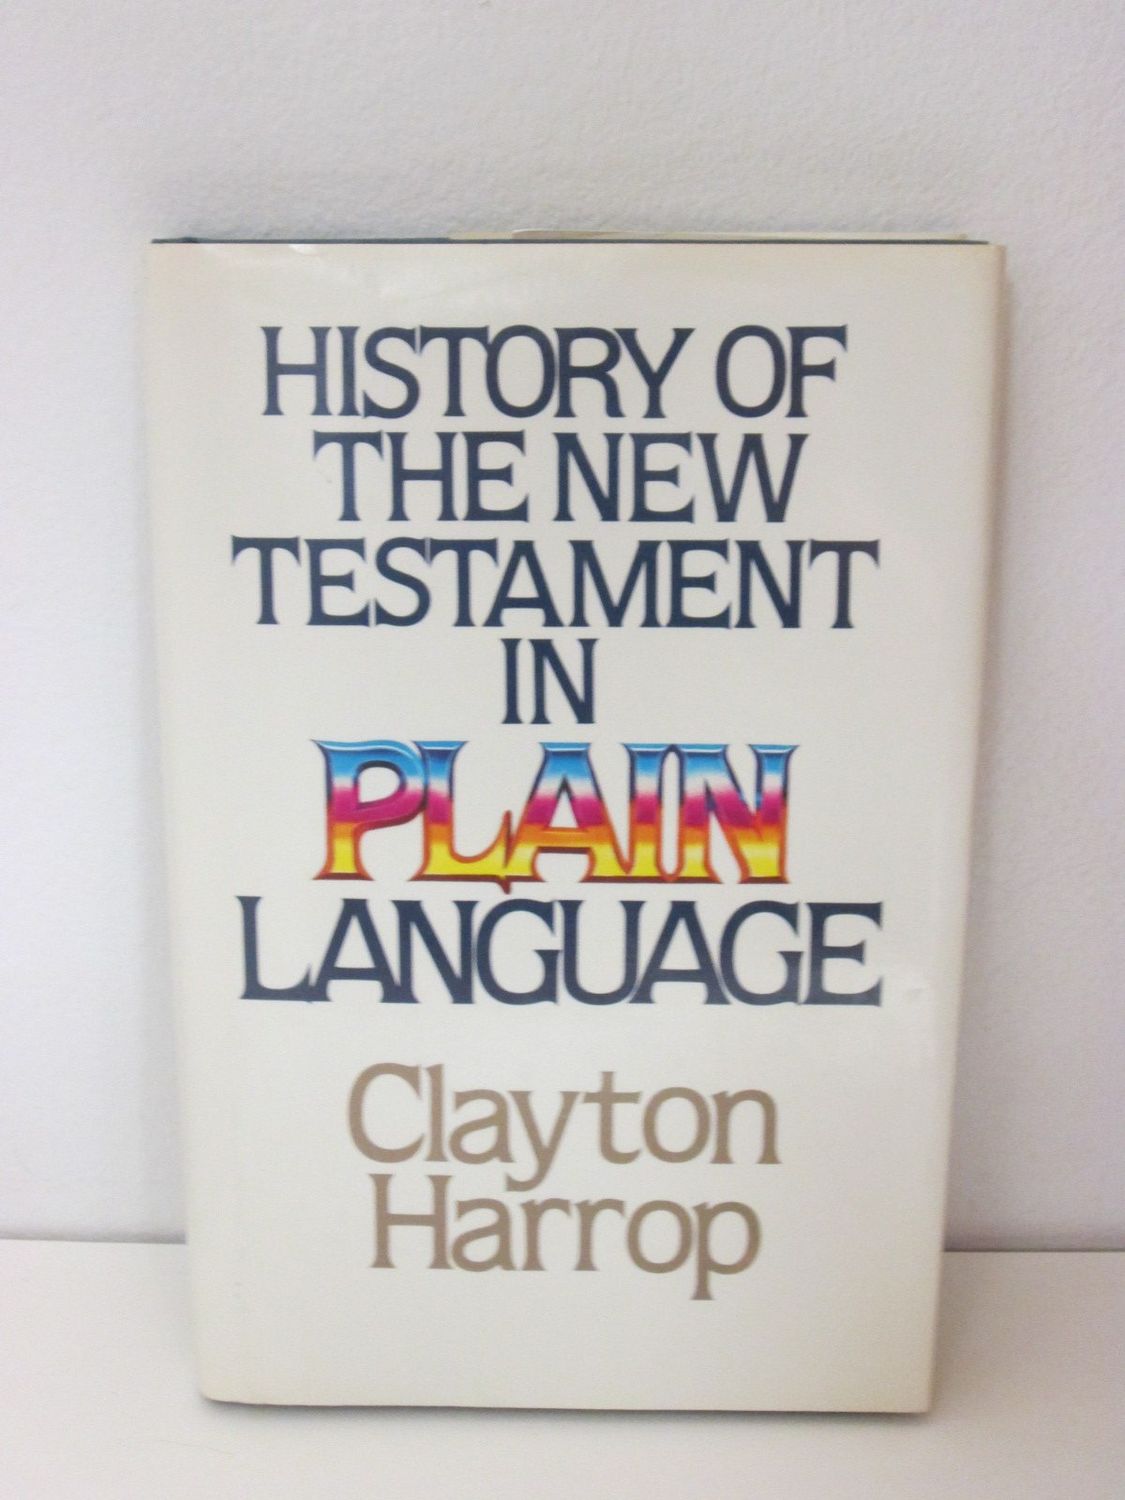 HISTORY OF
THE NEW
TESTAMENT
IN
PLAIN
LANGUAGE
Clayton
Harrop